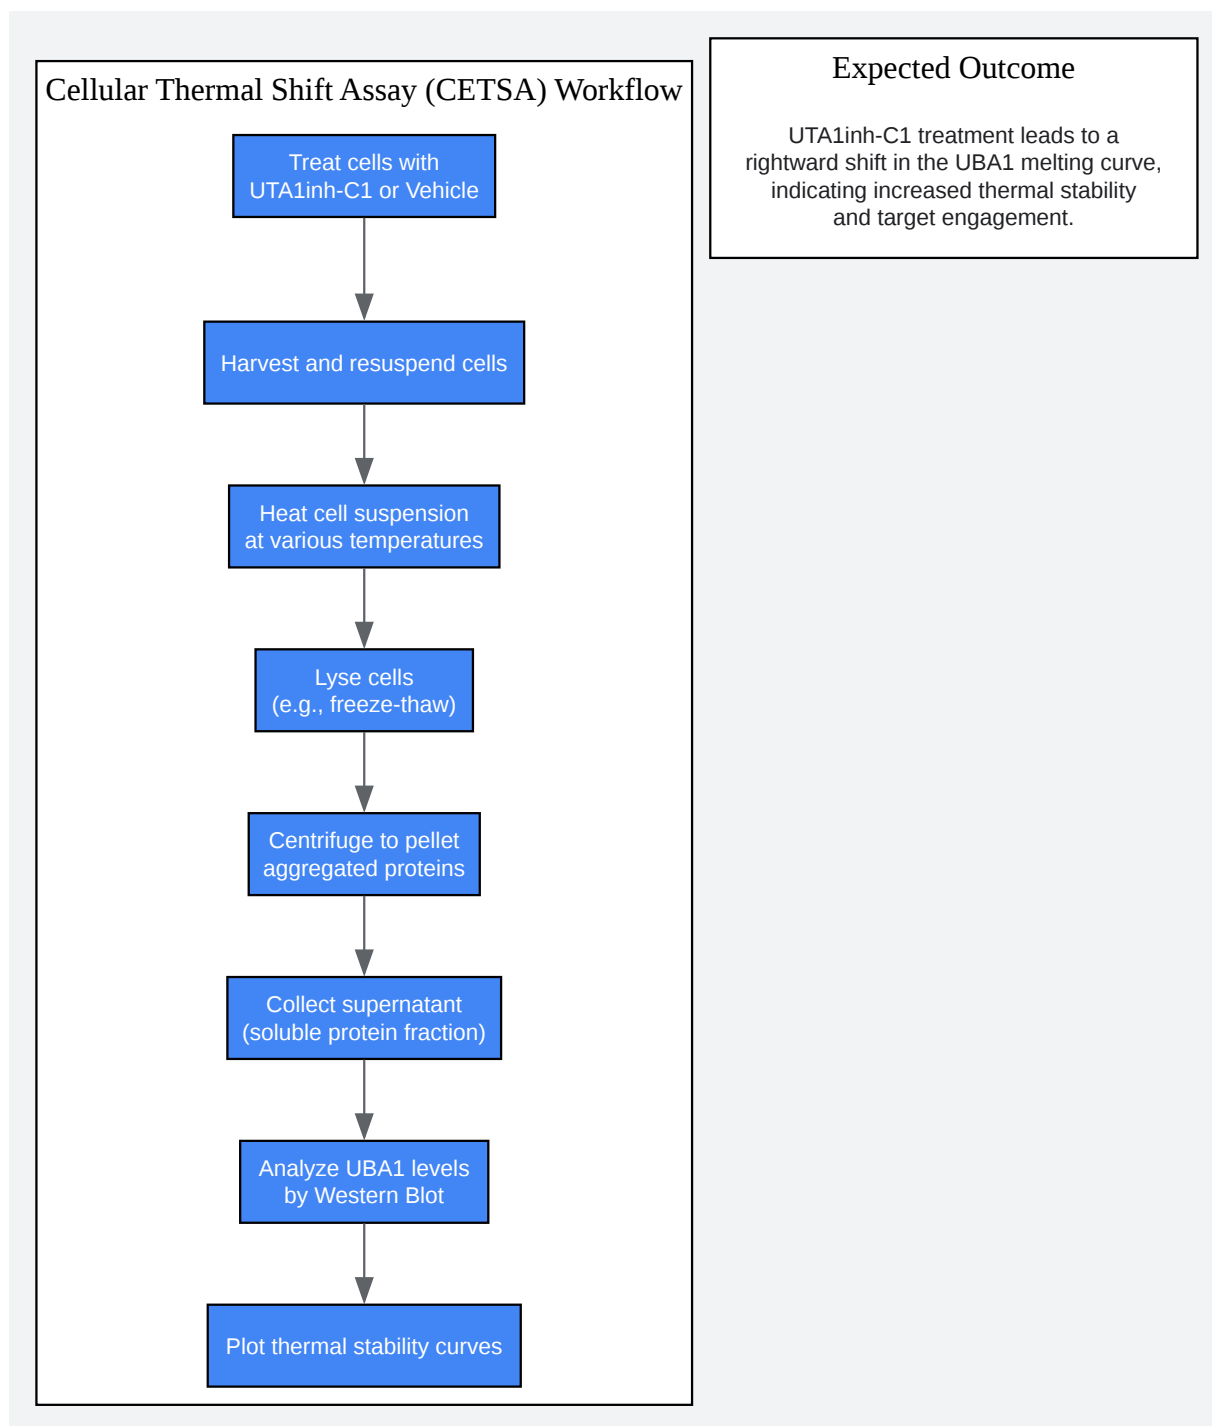 Cellular Thermal Shift Assay (CETSA) Workflow
Treat cells with
UTA1inh-C1 or Vehicle
Harvest and resuspend cells
Heat cell suspension
at various temperatures
Lyse cells
(e.g., freeze-thaw)
Centrifuge to pellet
aggregated proteins
Collect supernatant
(soluble protein fraction)
Analyze UBA1 levels
by Western Blot
Plot thermal stability curves
Expected Outcome
UTA1inh-C1 treatment leads to a
rightward shift in the UBA1 melting curve,
indicating increased thermal stability
and target engagement.